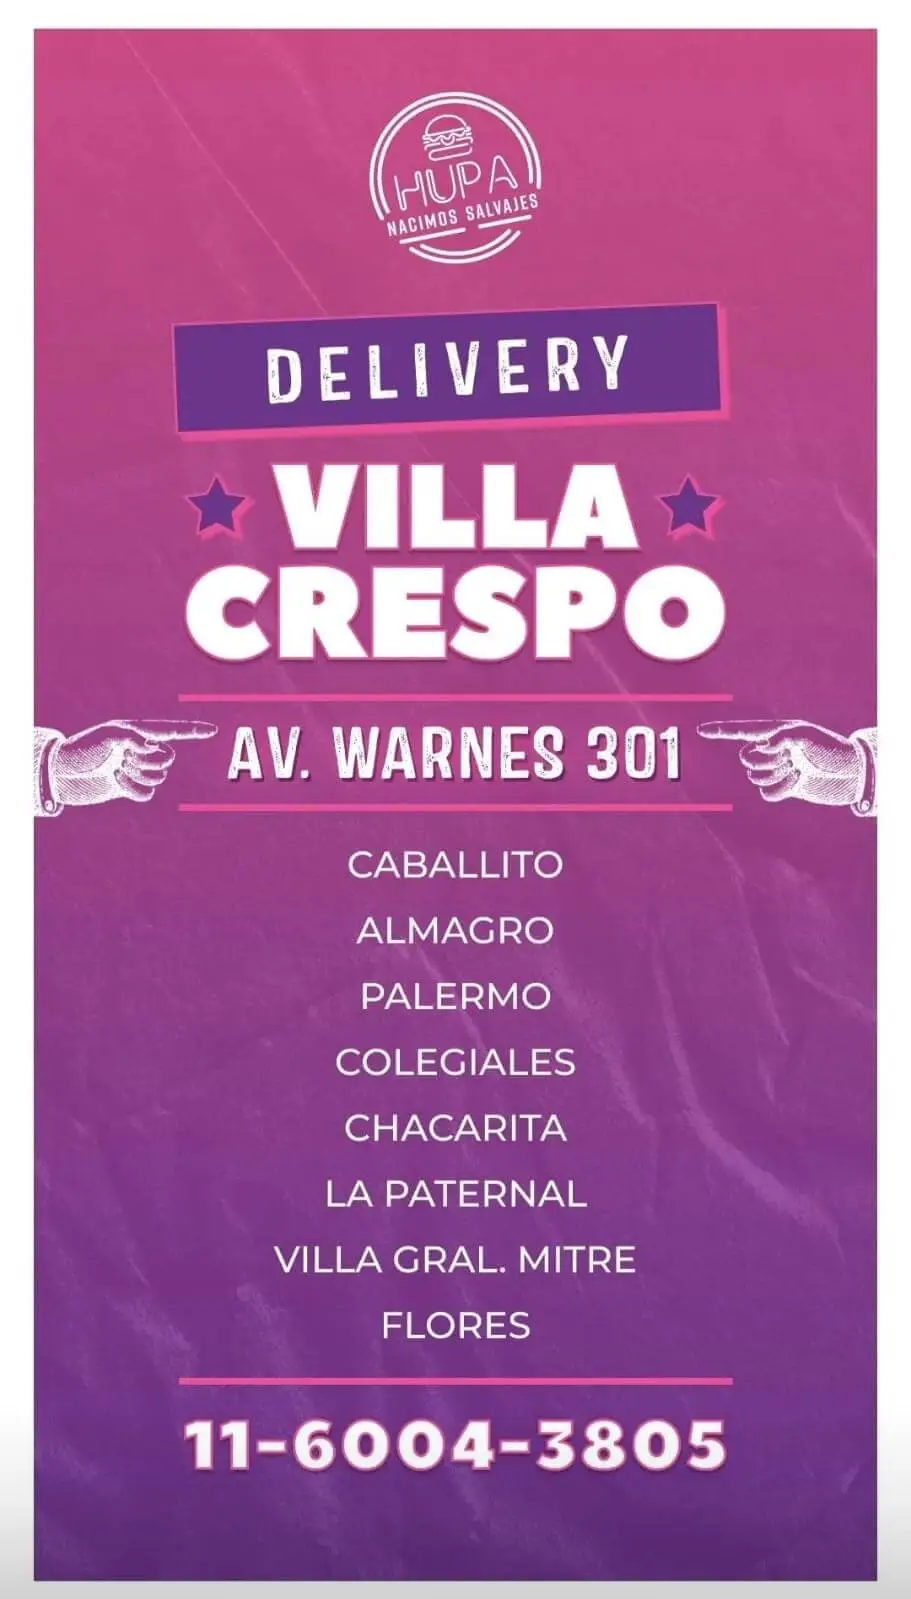 HUPA
NACIMOS SALVAJES
DELIVERY
VILLA
CRESPO
AV. WARNES 301
CABALLITO
ALMAGRO
PALERMO
COLEGIALES
CHACARITA
LA PATERNAL
VILLA GRAL. MITRE
FLORES
11-6004-3805